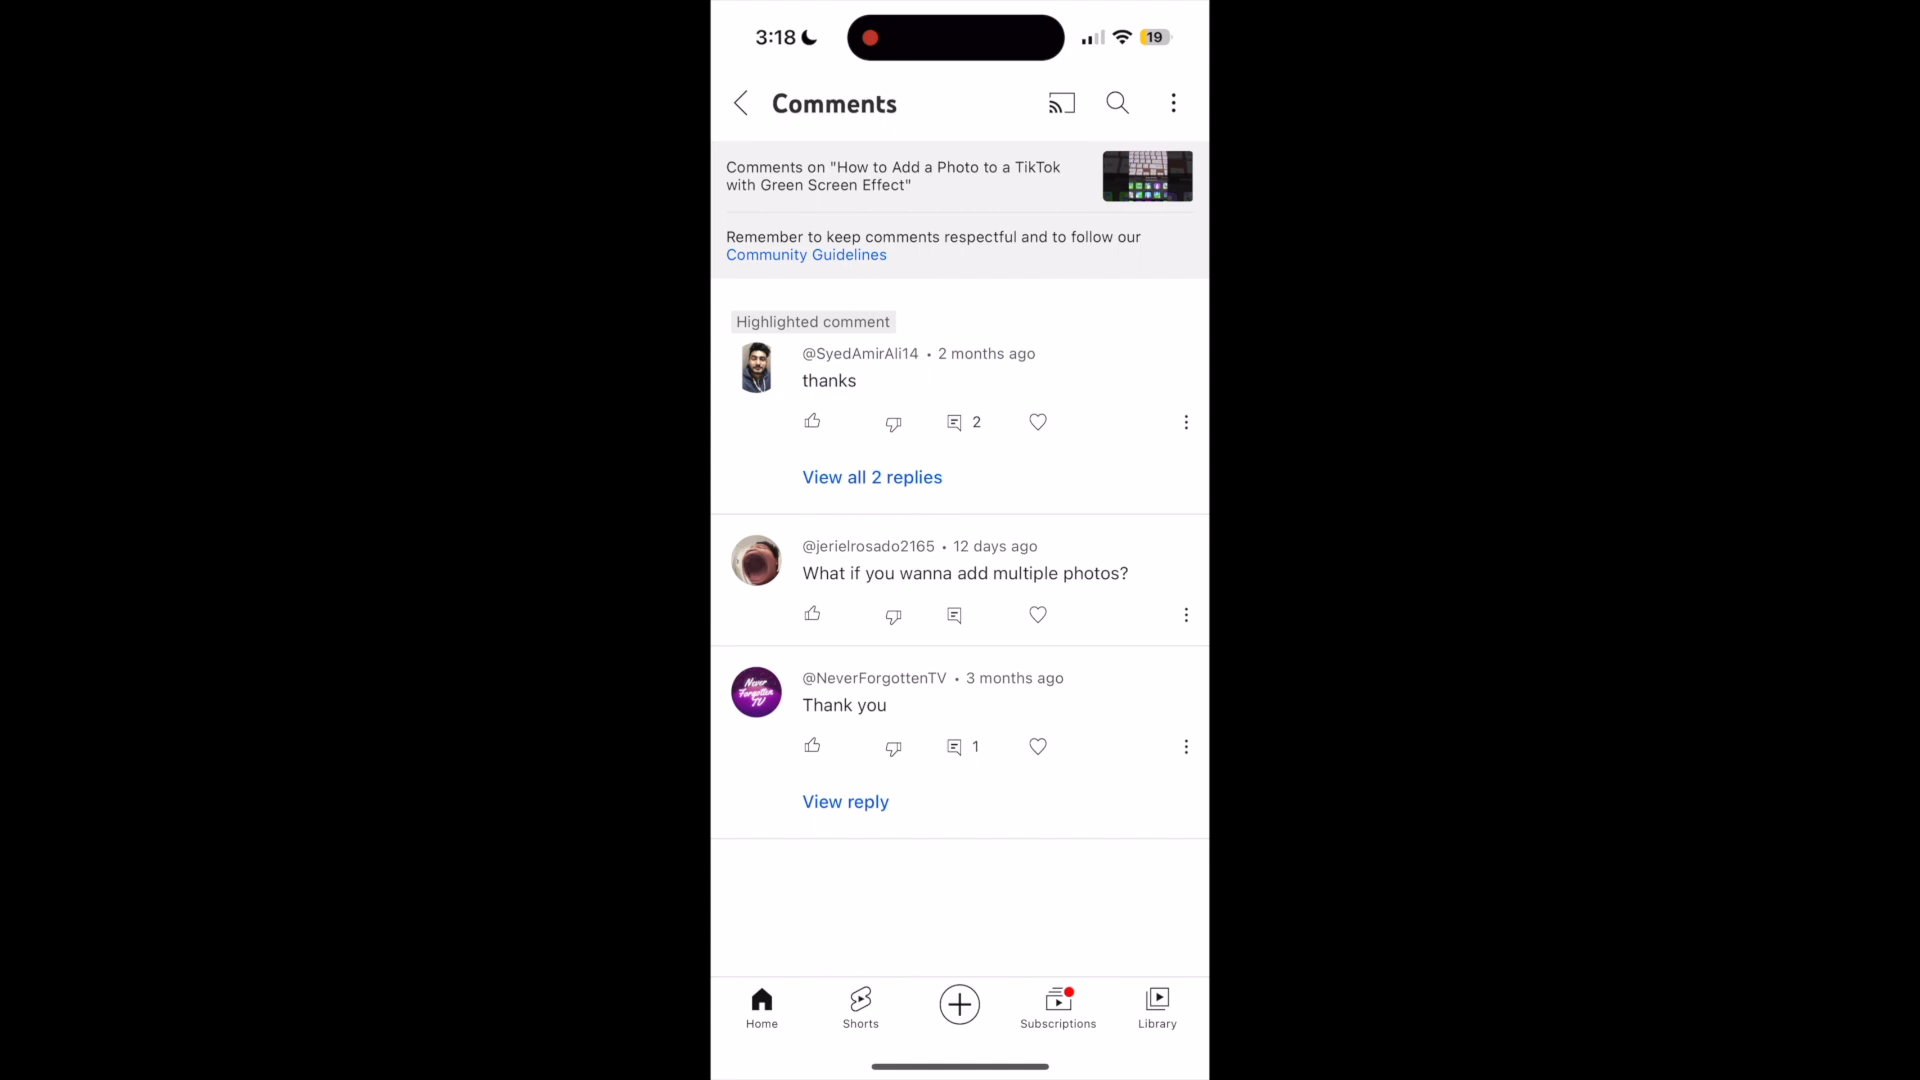 3:18
19
Comments
Comments on "How to Add a Photo to a TikTok
with Green Screen Effect"
Remember to keep comments respectful and to follow our
Community Guidelines
Highlighted comment
@SyedAmirAli14 • 2 months ago
thanks
2
View all 2 replies
@jerielrosado2165 • 12 days ago
What if you wanna add multiple photos?
Never
Forgotten
TV
@NeverForgottenTV • 3 months ago
Thank you
1
View reply
Home
Shorts
Subscriptions
Library